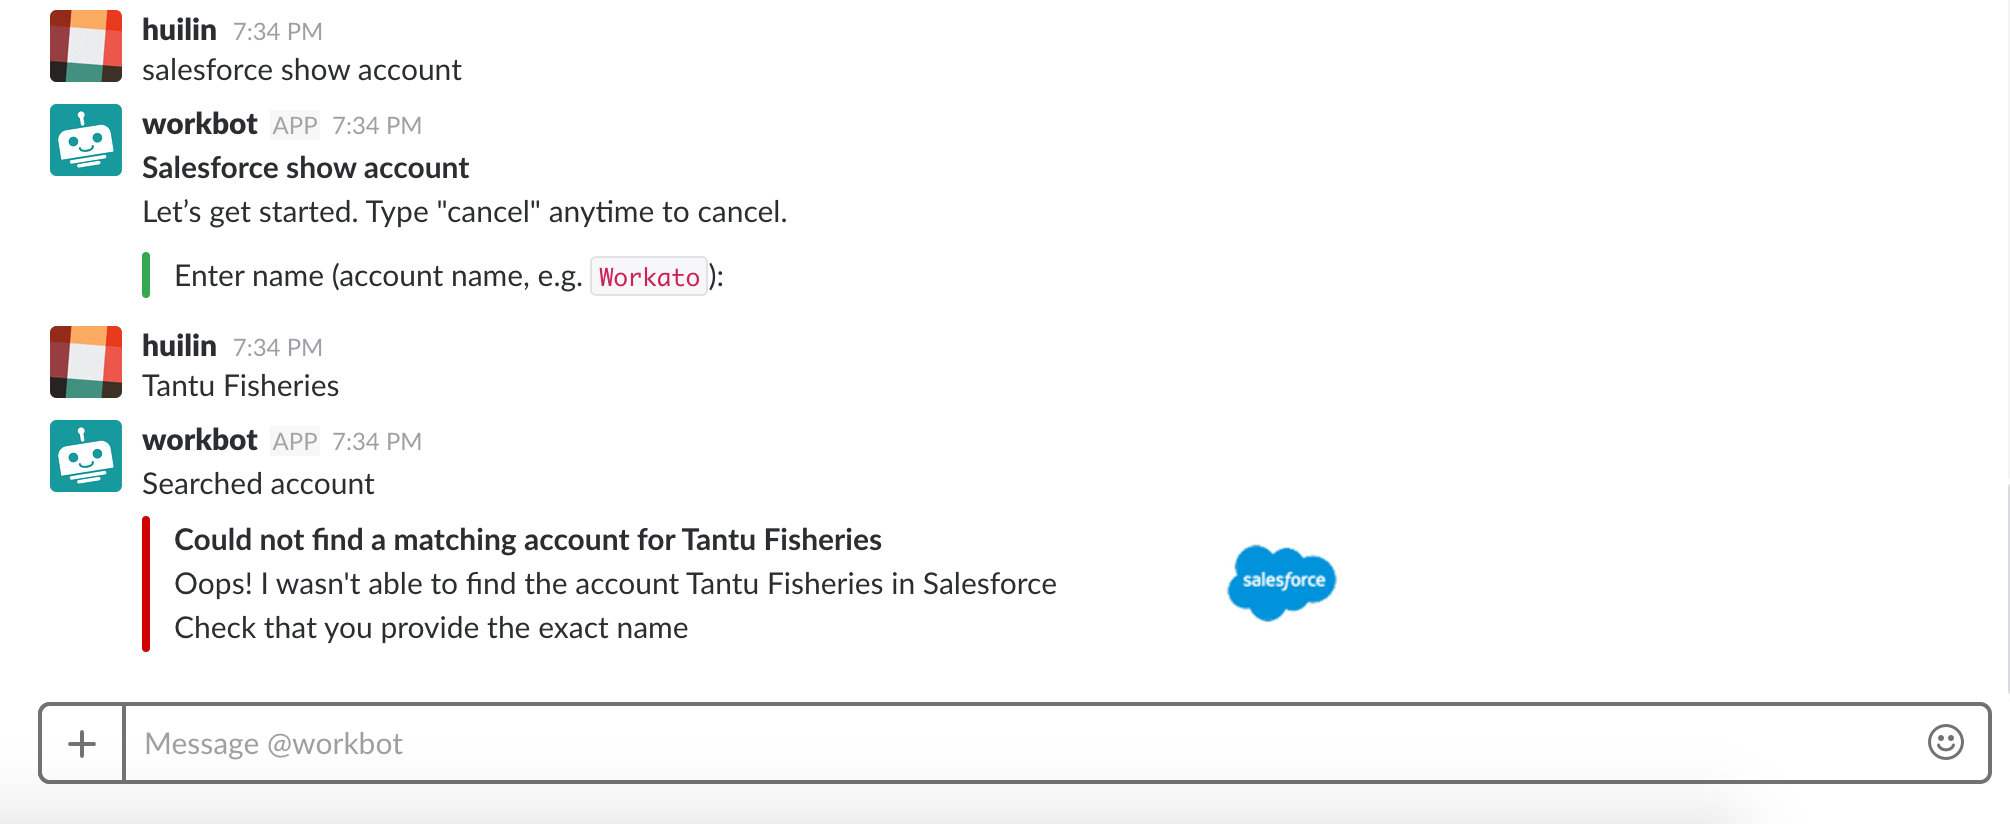 huilin 7:34 PM
salesforce show account
workbot APP 7:34 PM
Salesforce show account
Let’s get started. Type "cancel" anytime to cancel.
Enter name (account name, e.g. Workato):
huilin 7:34 PM
Tantu Fisheries
workbot APP 7:34 PM
Searched account
Could not find a matching account for Tantu Fisheries
Oops! I wasn't able to find the account Tantu Fisheries in Salesforce
salesforce
Check that you provide the exact name
Message @workbot